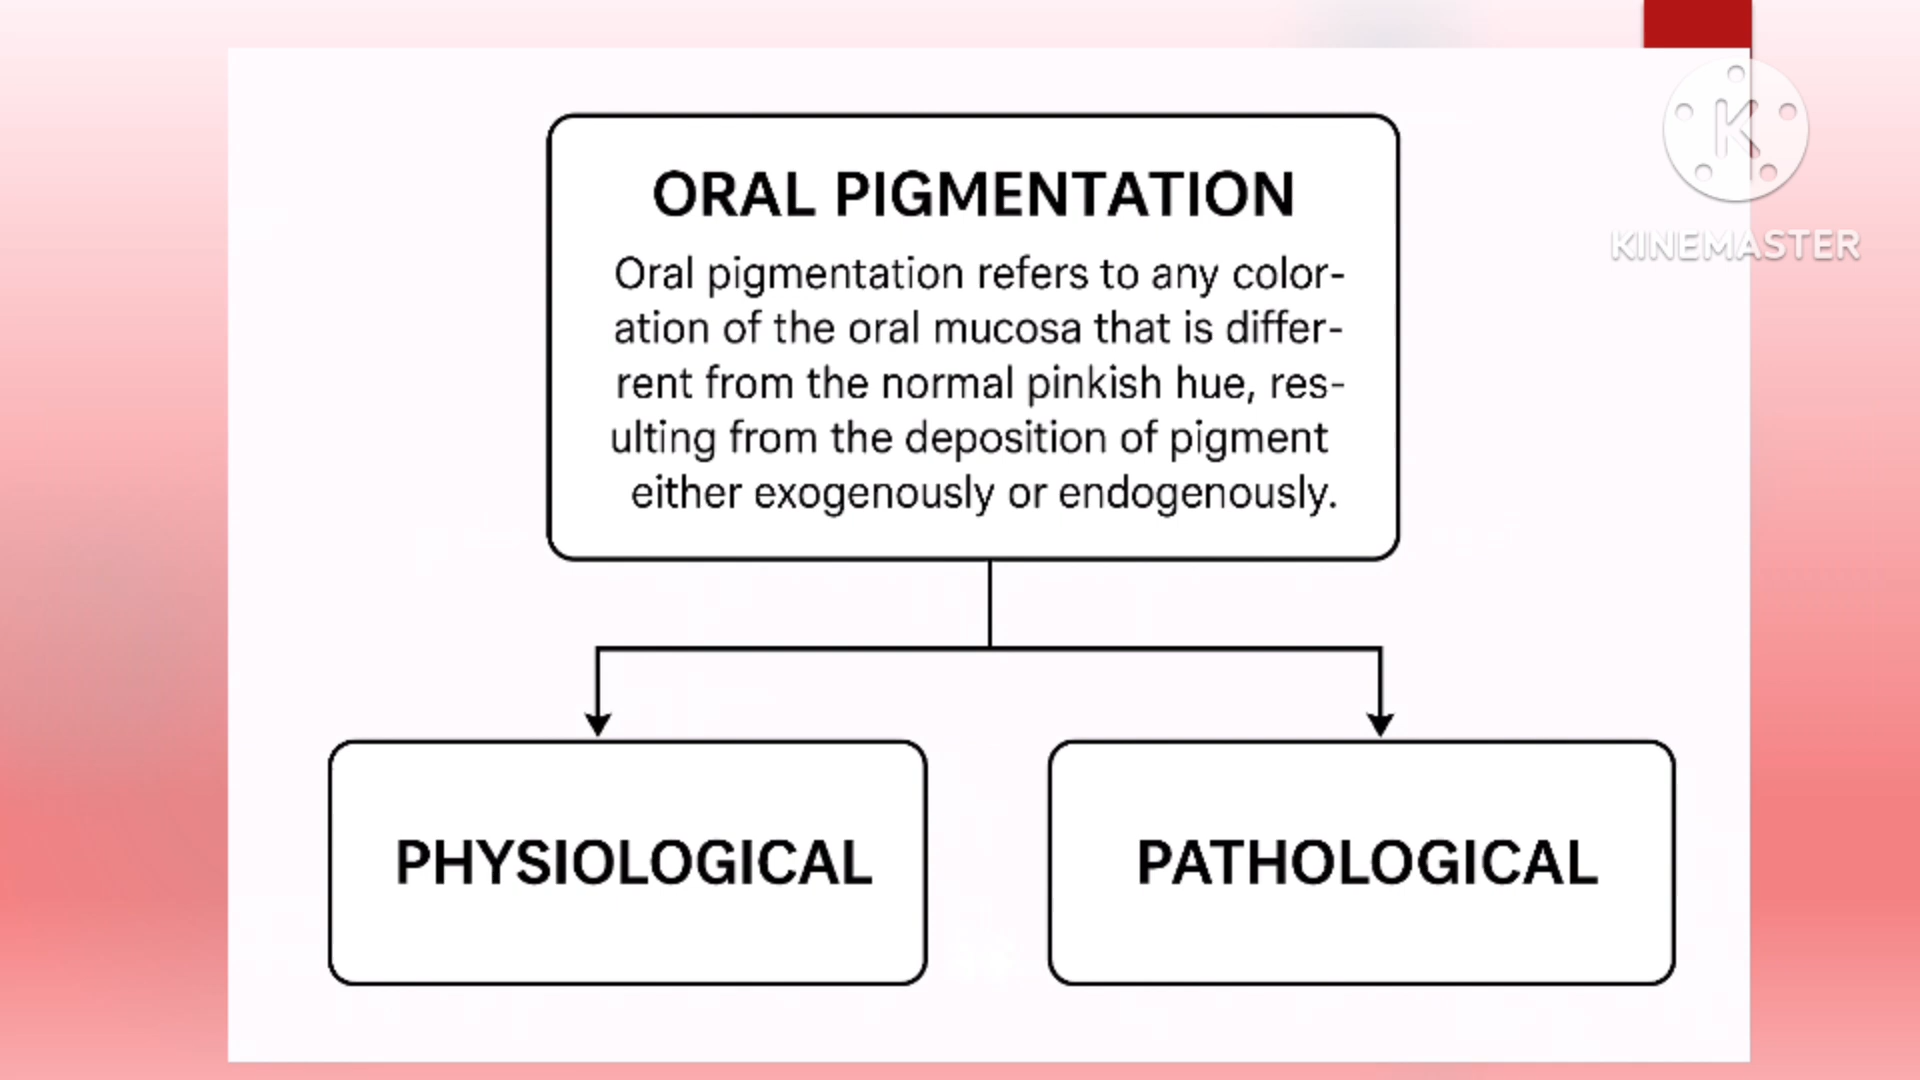 ORAL PIGMENTATION
Oral pigmentation refers to any color-
ation of the oral mucosa that is differ-
rent from the normal pinkish hue, res-
ulting from the deposition of pigment
either exogenously or endogenously.
PHYSIOLOGICAL
PATHOLOGICAL
K
KINEMASTER